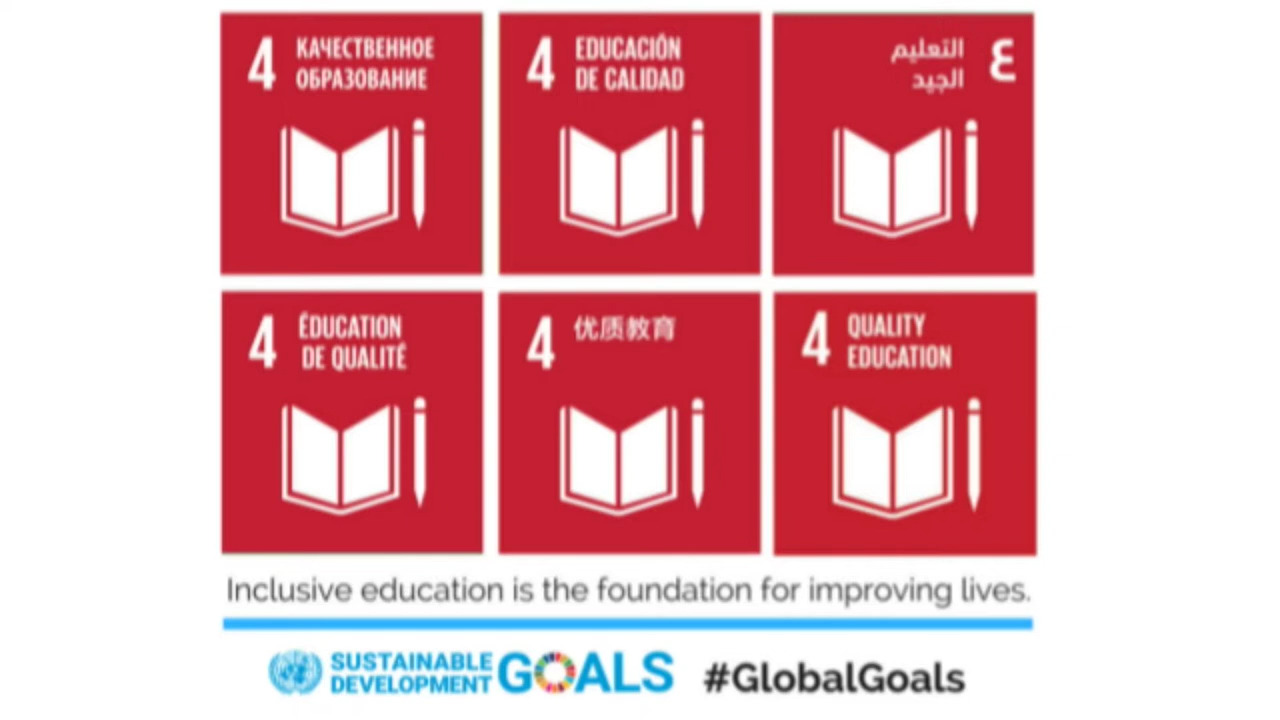 4 КАЧЕСТВЕННОЕ
ОБРАЗОВАНИЕ
4 EDUCACIÓN
DE CALIDAD
٤ التعليم
الجيد
4 ÉDUCATION
DE QUALITÉ
4 优质教育
4 QUALITY
EDUCATION
Inclusive education is the foundation for improving lives.
SUSTAINABLE
DEVELOPMENT
GOALS
#GlobalGoals